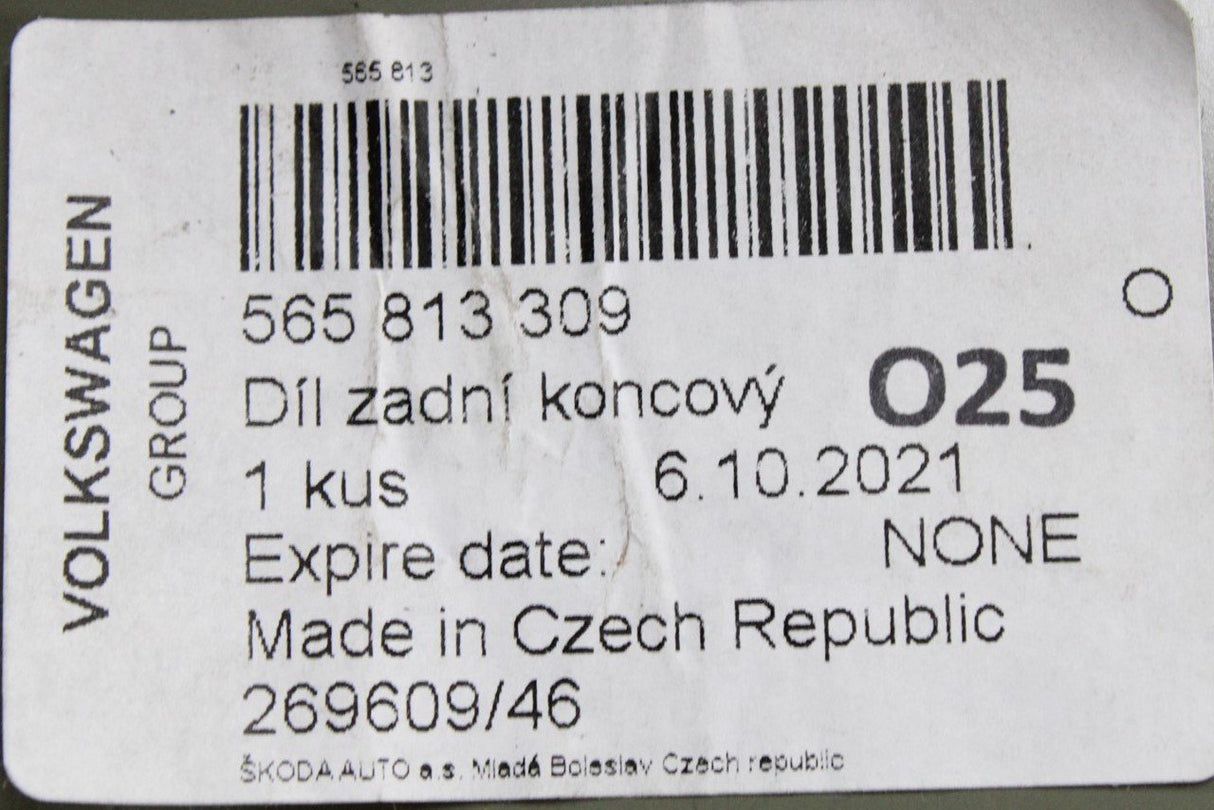 VOLKSWAGEN
GROUP
565 813
565 813 309
Díl zadní koncový O25
1 kus 6.10.2021
Expire date: NONE
Made in Czech Republic
269609/46
ŠKODA AUTO a.s. Mladá Boleslav Czech republic